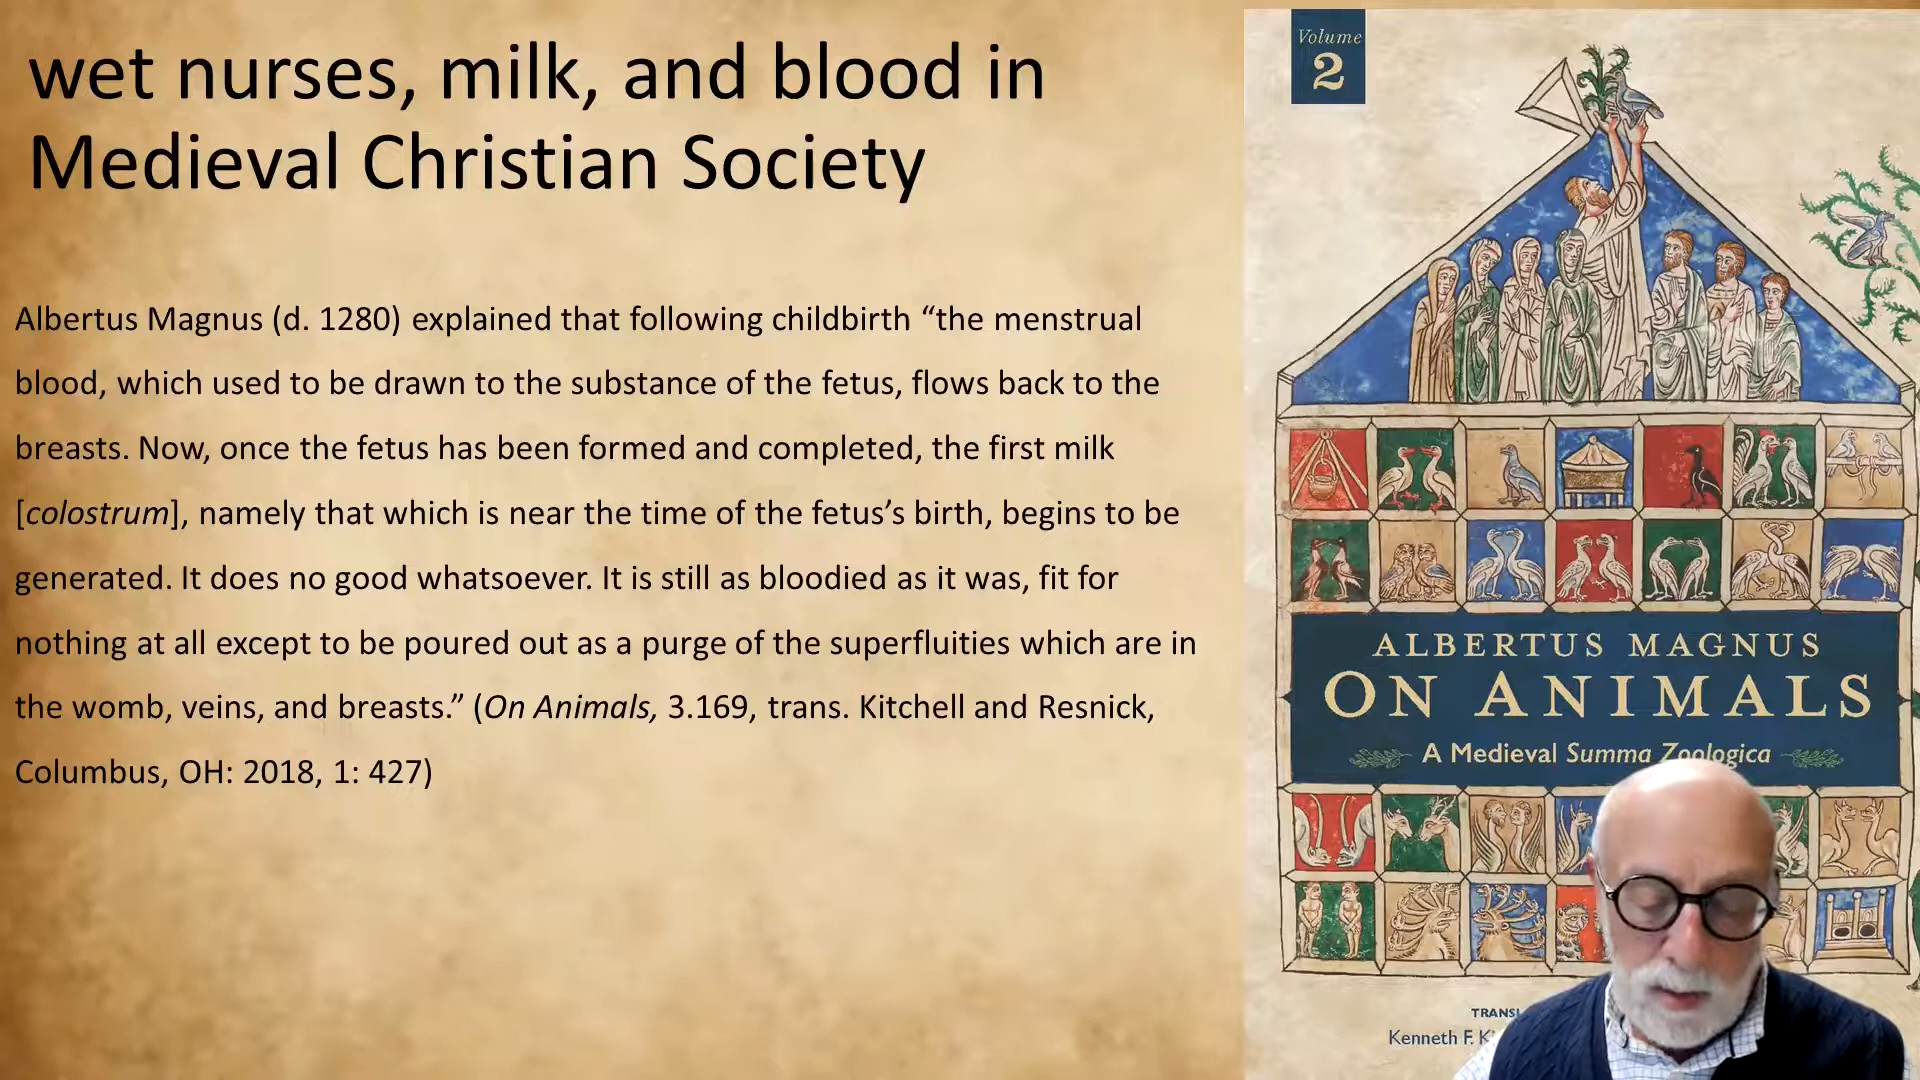 wet nurses, milk, and blood in
Medieval Christian Society
Albertus Magnus (d. 1280) explained that following childbirth “the menstrual
blood, which used to be drawn to the substance of the fetus, flows back to the
breasts. Now, once the fetus has been formed and completed, the first milk
[colostrum], namely that which is near the time of the fetus’s birth, begins to be
generated. It does no good whatsoever. It is still as bloodied as it was, fit for
nothing at all except to be poured out as a purge of the superfluities which are in
the womb, veins, and breasts.” (On Animals, 3.169, trans. Kitchell and Resnick,
Columbus, OH: 2018, 1: 427)
Volume
2
ALBERTUS MAGNUS
ON ANIMALS
A Medieval Summa Zoologica
Kenneth F.